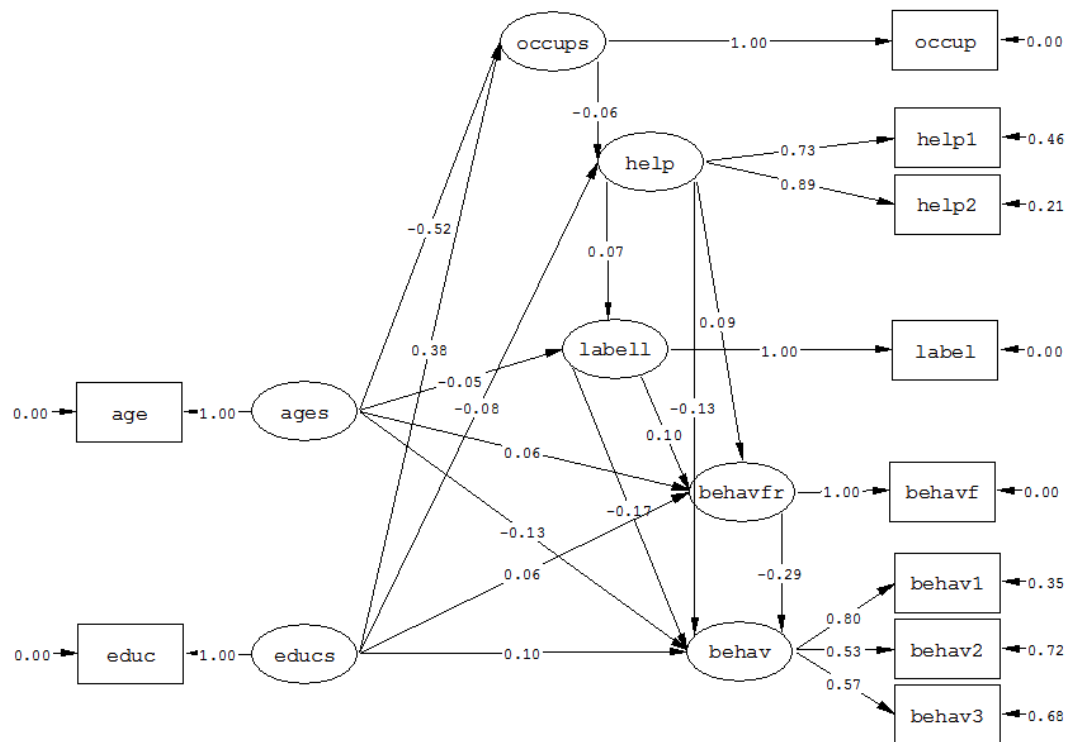 occups
1.00
occup
0.00
-0.06
help
0.73
help1
0.46
0.89
help2
0.21
-0.52
0.07
0.09
labell
1.00
label
0.00
0.38
-0.05
-0.08
0.00
age
1.00
ages
-0.13
0.10
0.06
behavfr
1.00
behavf
0.00
-0.17
-0.13
0.06
-0.29
behav1
0.35
0.80
0.00
educ
1.00
educs
0.10
behav
0.53
behav2
0.72
0.57
behav3
0.68